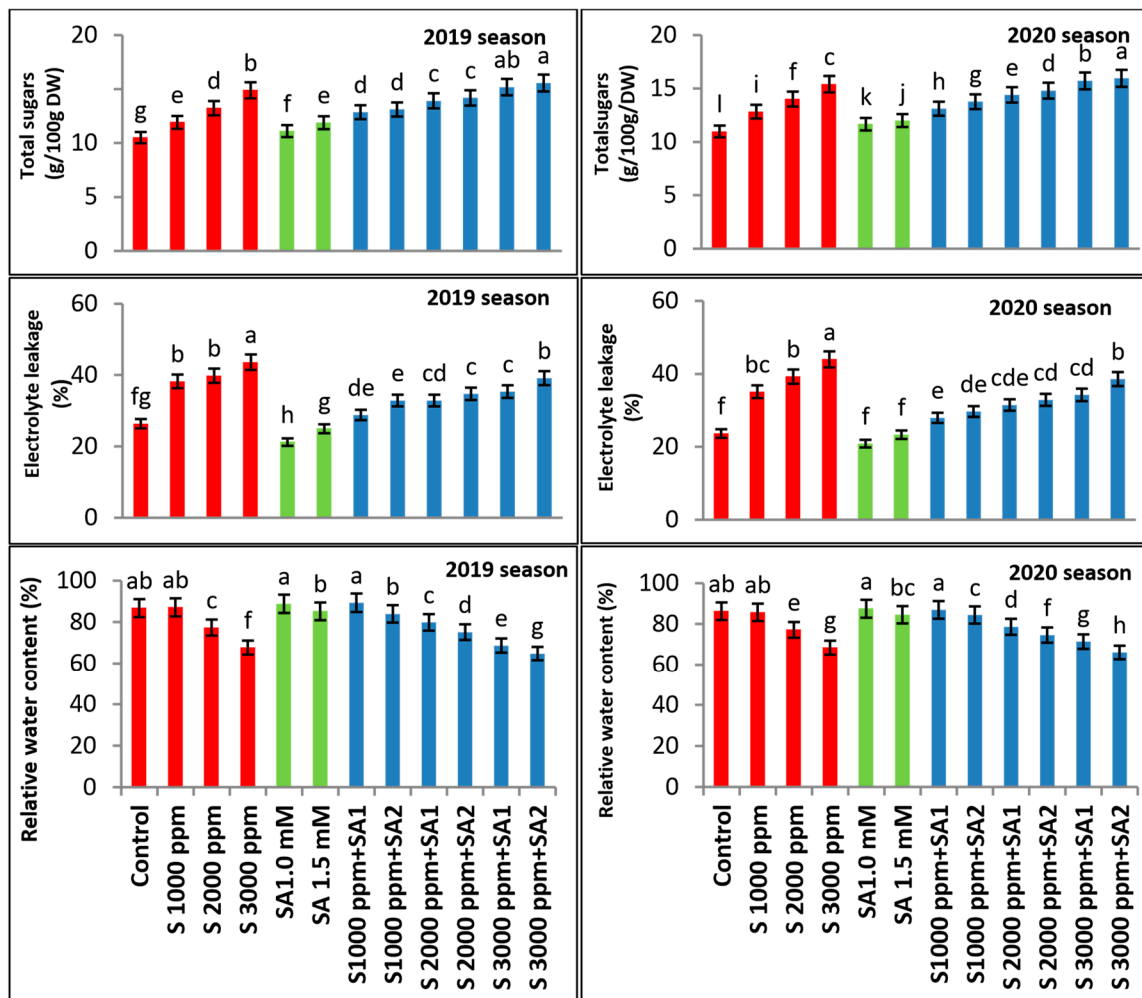 2019 season
Total sugars
(g/100g DW)
20
15
10
5
0
g e d b f e d d c c ab a
2020 season
Totalsugars
(g/100g/DW)
20
15
10
5
0
l i f c k j h g e d b a
2019 season
Electrolyte leakage
(%)
60
40
20
0
fg b b a h g de e cd c c b
2020 season
Electrolyte leakage
(%)
60
40
20
0
f bc b a f f e de cde cd cd b
2019 season
Relative water content (%)
100
80
60
40
20
0
ab ab c f a b a b c d e g
Control
S 1000 ppm
S 2000 ppm
S 3000 ppm
SA1.0 mM
SA 1.5 mM
S1000 ppm+SA1
S1000 ppm+SA2
S 2000 ppm+SA1
S 2000 ppm+SA2
S 3000 ppm+SA1
S 3000 ppm+SA2
2020 season
Relative water content (%)
100
80
60
40
20
0
ab ab e g a bc a c d f g h
Control
S 1000 ppm
S 2000 ppm
S 3000 ppm
SA1.0 mM
SA 1.5 mM
S1000 ppm+SA1
S1000 ppm+SA2
S 2000 ppm+SA1
S 2000 ppm+SA2
S 3000 ppm+SA1
S 3000 ppm+SA2